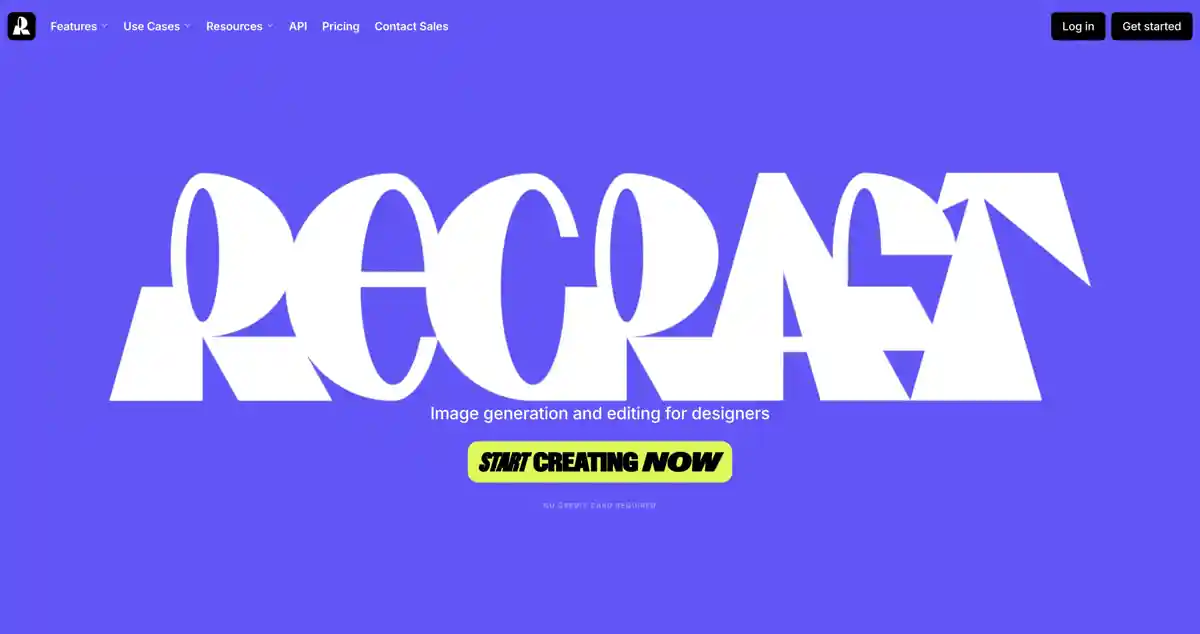 Features
Use Cases
Resources
API
Pricing
Contact Sales
Log in
Get started
RECRAFT
Image generation and editing for designers
START CREATING NOW
NO CREDIT CARD REQUIRED